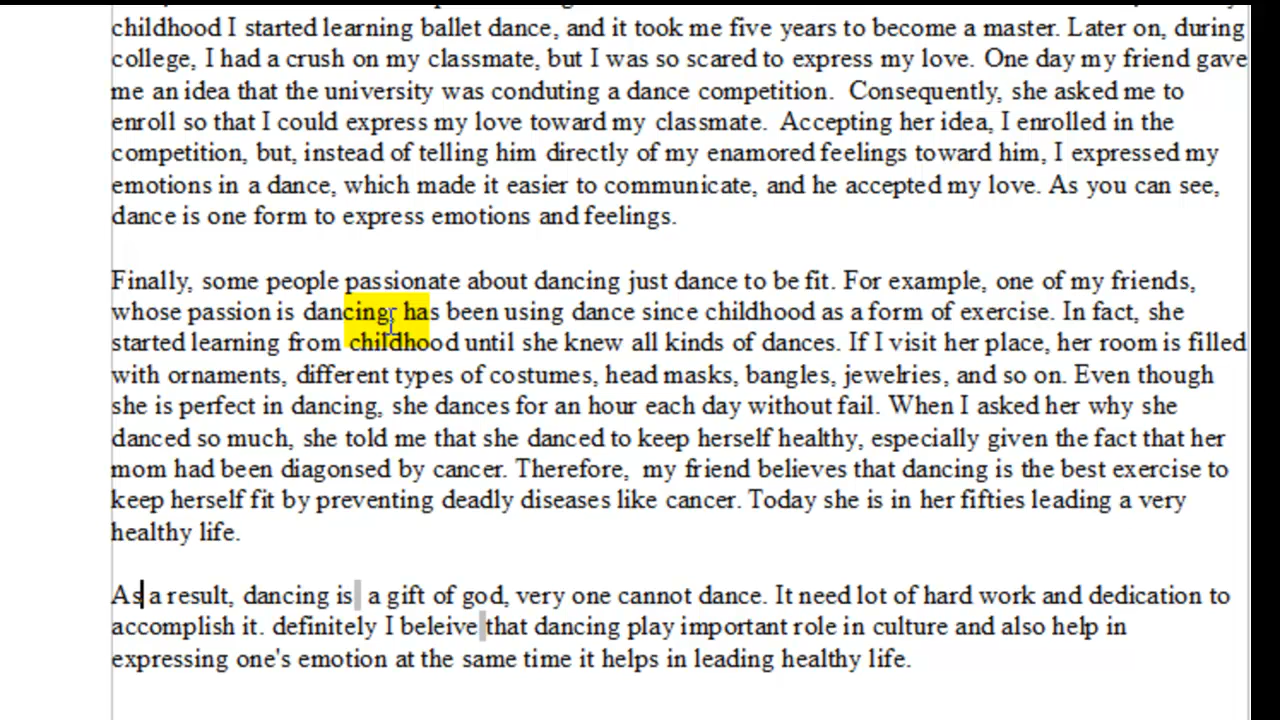 childhood I started learning ballet dance, and it took me five years to become a master. Later on, during
college, I had a crush on my classmate, but I was so scared to express my love. One day my friend gave
me an idea that the university was conduting a dance competition. Consequently, she asked me to
enroll so that I could express my love toward my classmate. Accepting her idea, I enrolled in the
competition, but, instead of telling him directly of my enamored feelings toward him, I expressed my
emotions in a dance, which made it easier to communicate, and he accepted my love. As you can see,
dance is one form to express emotions and feelings.
Finally, some people passionate about dancing just dance to be fit. For example, one of my friends,
whose passion is dancing, has been using dance since childhood as a form of exercise. In fact, she
started learning from childhood until she knew all kinds of dances. If I visit her place, her room is filled
with ornaments, different types of costumes, head masks, bangles, jewelries, and so on. Even though
she is perfect in dancing, she dances for an hour each day without fail. When I asked her why she
danced so much, she told me that she danced to keep herself healthy, especially given the fact that her
mom had been diagonsed by cancer. Therefore, my friend believes that dancing is the best exercise to
keep herself fit by preventing deadly diseases like cancer. Today she is in her fifties leading a very
healthy life.
As a result, dancing is a gift of god, very one cannot dance. It need lot of hard work and dedication to
accomplish it. definitely I beleive that dancing play important role in culture and also help in
expressing one's emotion at the same time it helps in leading healthy life.